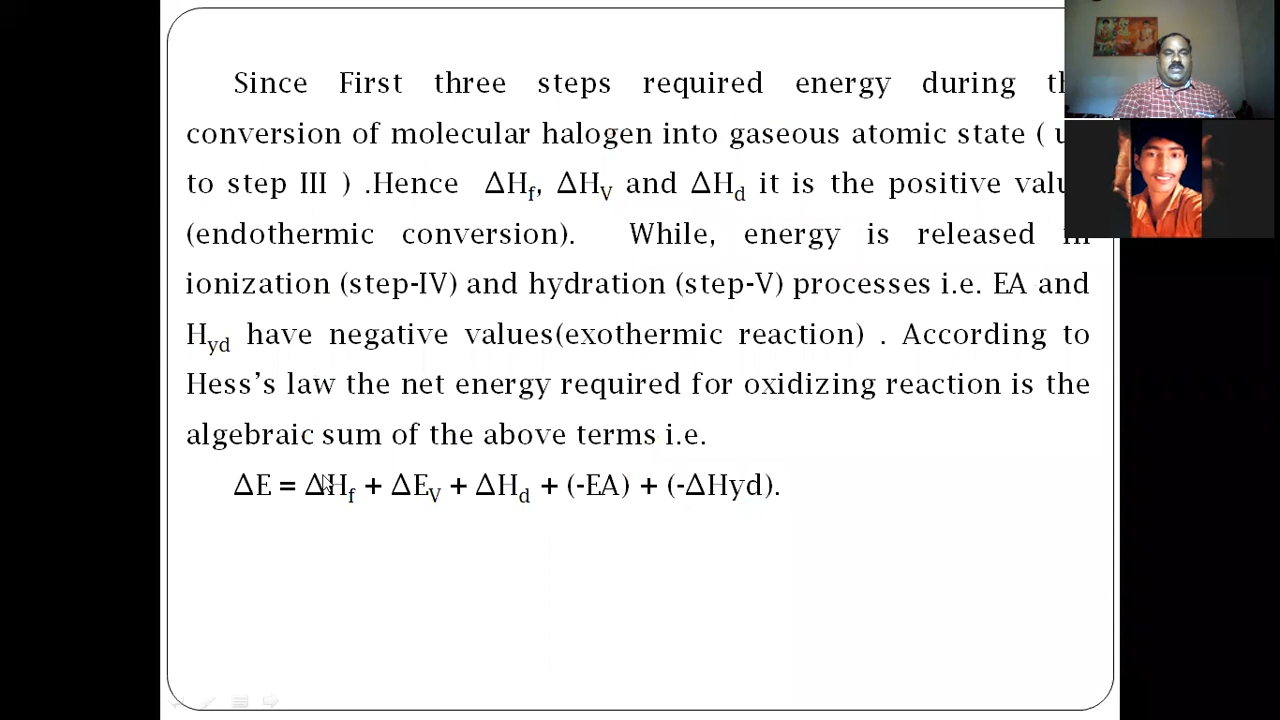 Since First three steps required energy during
conversion of molecular halogen into gaseous atomic state (
to step III ) .Hence ΔHf, ΔHV and ΔHd it is the positive
(endothermic conversion). While, energy is released
ionization (step-IV) and hydration (step-V) processes i.e. EA and
Hyd have negative values(exothermic reaction) . According to
Hess’s law the net energy required for oxidizing reaction is the
algebraic sum of the above terms i.e.
ΔE = ΔHf + ΔEV + ΔHd + (-EA) + (-ΔHyd).